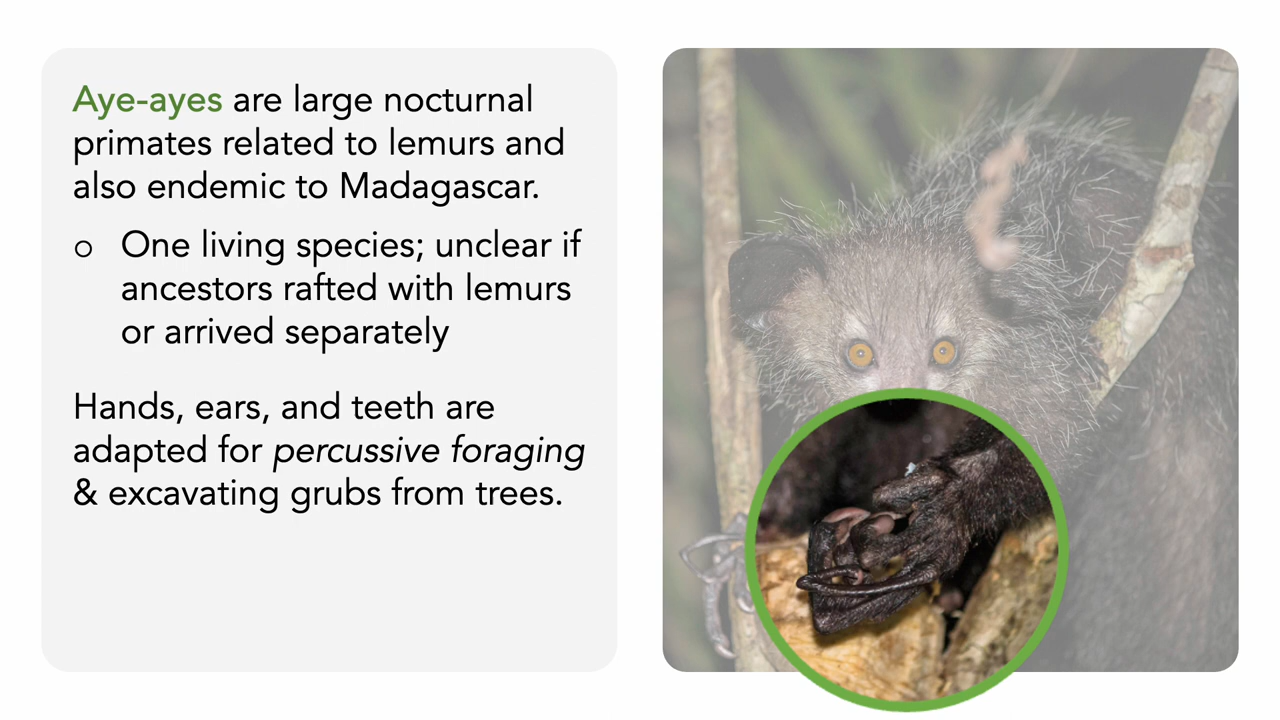 Aye-ayes are large nocturnal
primates related to lemurs and
also endemic to Madagascar.
o One living species; unclear if
ancestors rafted with lemurs
or arrived separately
Hands, ears, and teeth are
adapted for percussive foraging
& excavating grubs from trees.